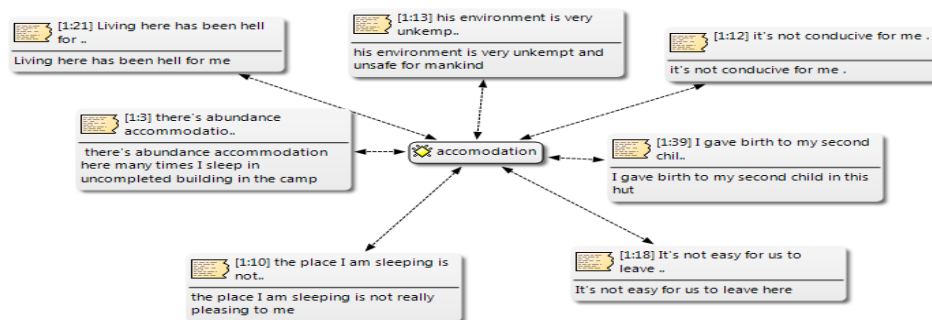 [1:21] Living here has been hell
for ..
Living here has been hell for me
[1:13] his environment is very
unkemp..
his environment is very unkempt and
unsafe for mankind
[1:12] it's not conducive for me .
it's not conducive for me .
[1:3] there's abundance
accommodatio..
there's abundance accommodation
here many times I sleep in
uncompleted building in the camp
accomodation
[1:39] I gave birth to my second
chil..
I gave birth to my second child in this
hut
[1:10] the place I am sleeping is
not..
the place I am sleeping is not really
pleasing to me
[1:18] It's not easy for us to
leave ..
It's not easy for us to leave here